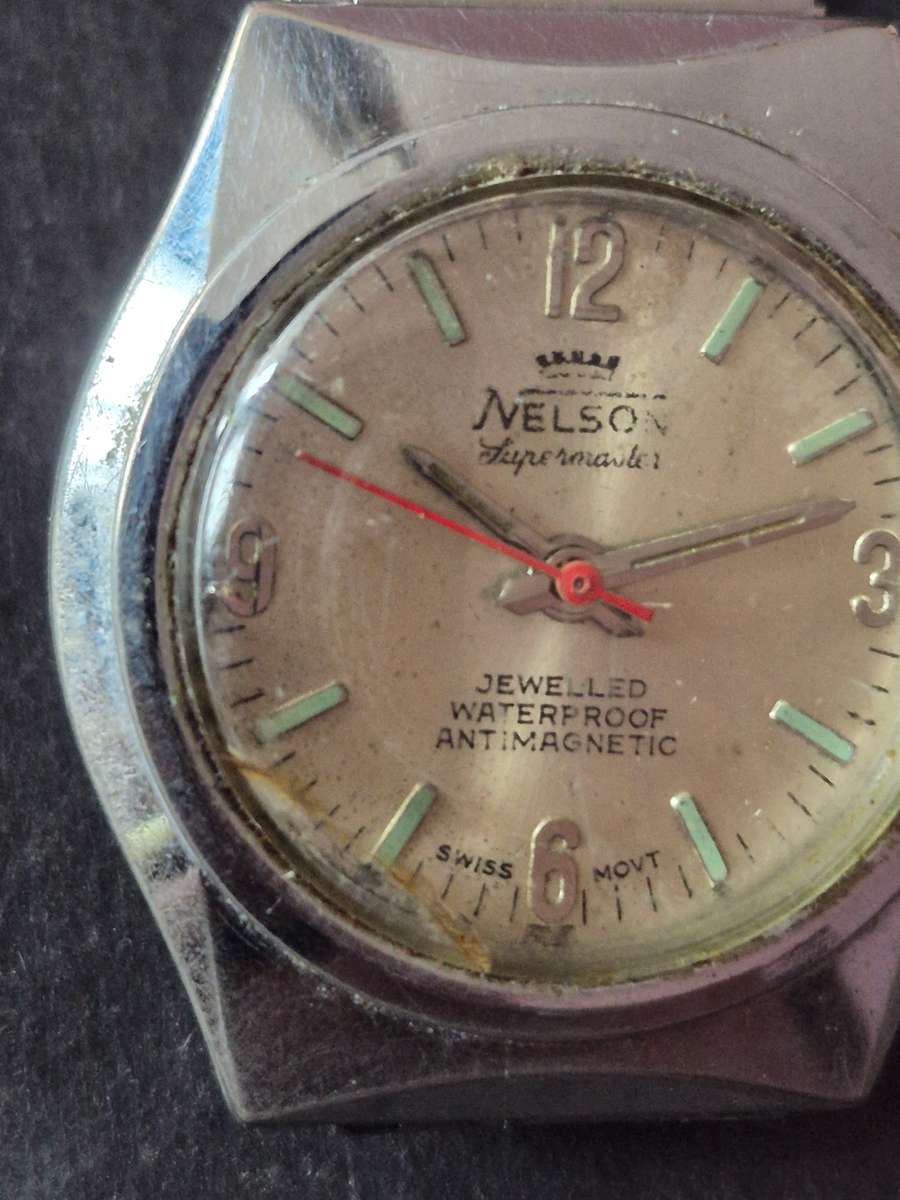 12
NELSON
Supermaster
9
3
JEWELLED
WATERPROOF
ANTIMAGNETIC
SWISS 6 MOVT